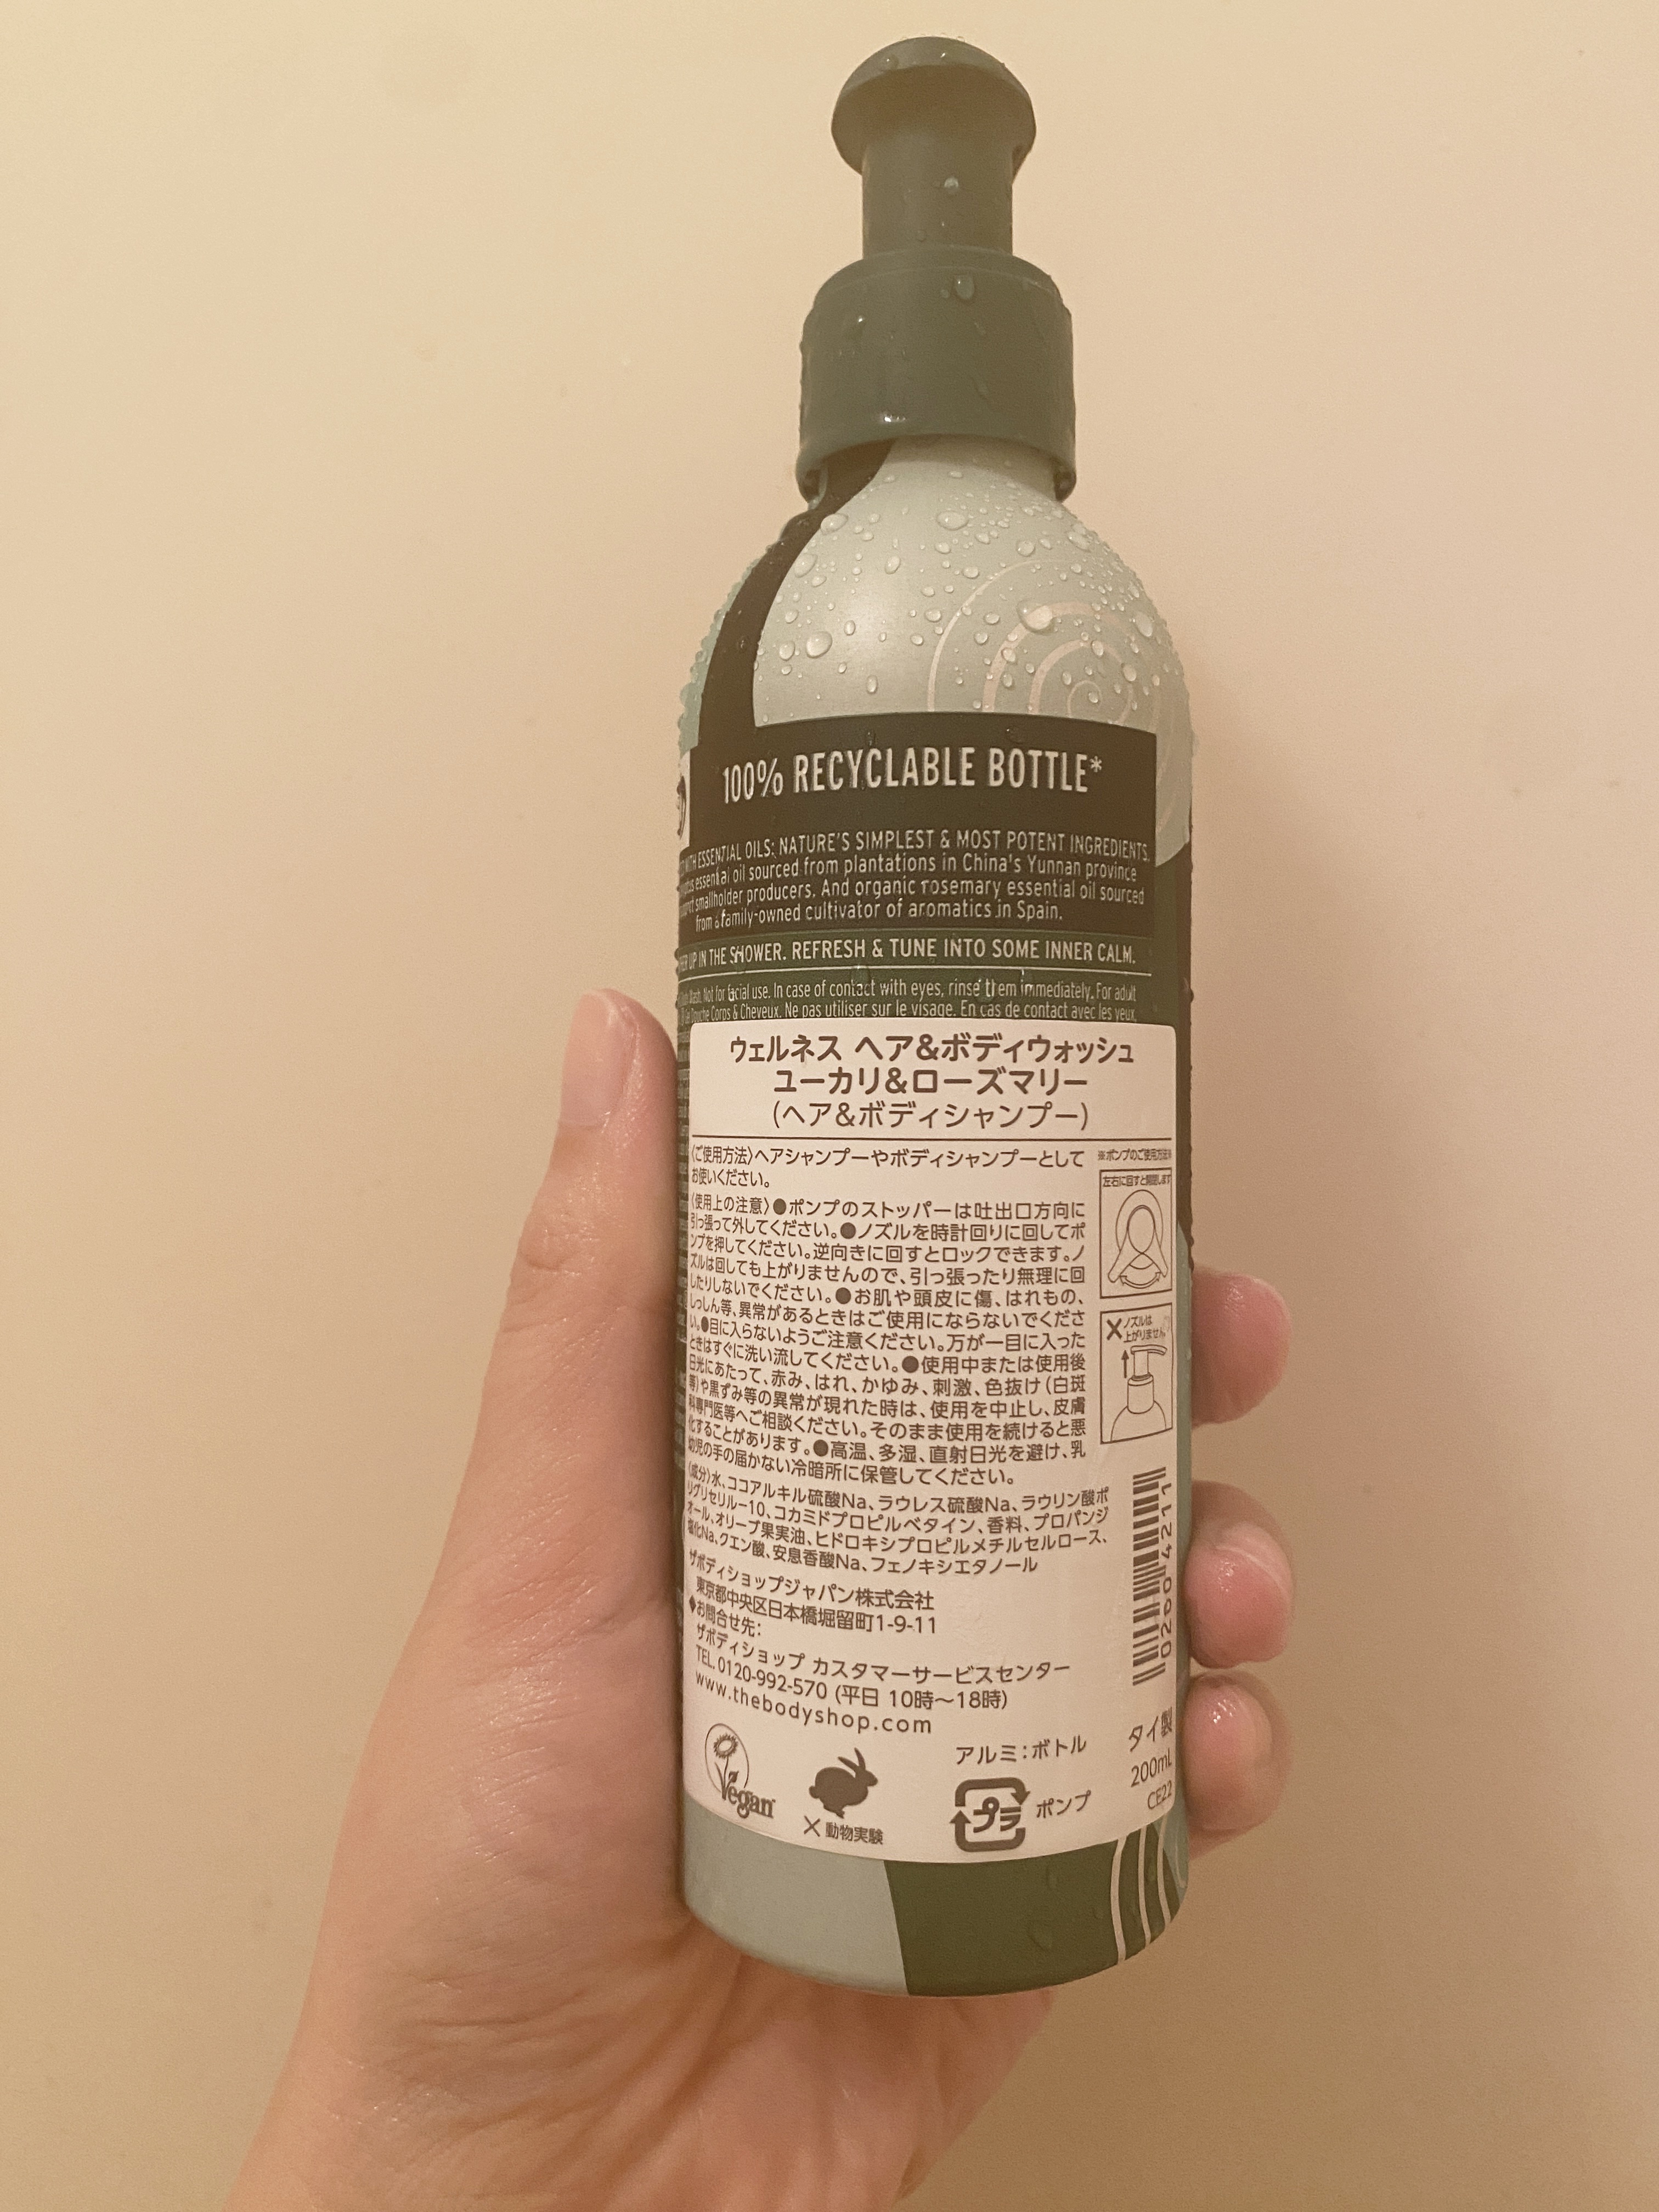 100% RECYCLABLE BOTTLE*
WITH ESSENTIAL OILS: NATURE'S SIMPLEST & MOST POTENT INGREDIENTS.
essential oil sourced from plantations in China's Yunnan province
smallholder producers. And organic rosemary essential oil sourced
from a family-owned cultivator of aromatics in Spain.
UP IN THE SHOWER. REFRESH & TUNE INTO SOME INNER CALM.
Wash. Not for facial use. In case of contact with eyes, rinse them immediately. For adult
Douche Corps & Cheveux. Ne pas utiliser sur le visage. En cas de contact avec les yeux,
ウェルネス ヘア&ボディウォッシュ
ユーカリ&ローズマリー
(ヘア&ボディシャンプー)
〈ご使用方法〉ヘアシャンプーやボディシャンプーとして
お使いください。
〈使用上の注意〉●ポンプのストッパーは吐出口方向に
引っ張って外してください。●ノズルを時計回りに回してポ
ンプを押してください。逆向きに回すとロックできます。ノ
ズルは回しても上がりませんので、引っ張ったり無理に回
したりしないでください。●お肌や頭皮に傷、はれもの、
しっしん等、異常があるときはご使用にならないでくださ
い。●目に入らないようご注意ください。万が一目に入った
ときはすぐに洗い流してください。●使用中または使用後
日光にあたって、赤み、はれ、かゆみ、刺激、色抜け(白斑
等)や黒ずみ等の異常が現れた時は、使用を中止し、皮膚
科専門医等へご相談ください。そのまま使用を続けると悪
化することがあります。●高温、多湿、直射日光を避け、乳
幼児の手の届かない冷暗所に保管してください。
※ポンプのご使用方法※
左右に回すと開閉します
×ノズルは
上がりません
〈成分〉水、ココアルキル硫酸Na、ラウレス硫酸Na、ラウリン酸ポ
リグリセリル-10、コカミドプロピルベタイン、香料、プロパンジ
オール、オリーブ果実油、ヒドロキシプロピルメチルセルロース、
塩化Na、クエン酸、安息香酸Na、フェノキシエタノール
ザボディショップジャパン株式会社
東京都中央区日本橋堀留町1-9-11
◆お問合せ先:
ザボディショップ カスタマーサービスセンター
TEL.0120-992-570 (平日 10時〜18時)
www.thebodyshop.com
02604211
Vegan
×動物実験
アルミ:ボトル
プラ ポンプ
タイ製
200mL
CE22